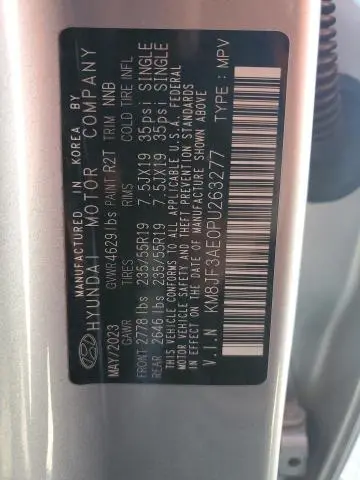 MANUFACTURED IN KOREA BY
HYUNDAI MOTOR COMPANY
MAY/2023 GVWR 4629 lbs PAINT R2T TRIM NNB
GAWR TIRES RIMS COLD TIRE INFL
FRONT 2778 lbs 235/55R19 7.5JX19 35psi SINGLE
REAR 2646 lbs 235/55R19 7.5JX19 35psi SINGLE
THIS VEHICLE CONFORMS TO ALL APPLICABLE U.S.A. FEDERAL
MOTOR VEHICLE SAFETY, BUMPER, AND THEFT PREVENTION STANDARDS
IN EFFECT ON THE DATE OF MANUFACTURE SHOWN ABOVE
V.I.N KM8JF3AE0PU263277 TYPE : MPV